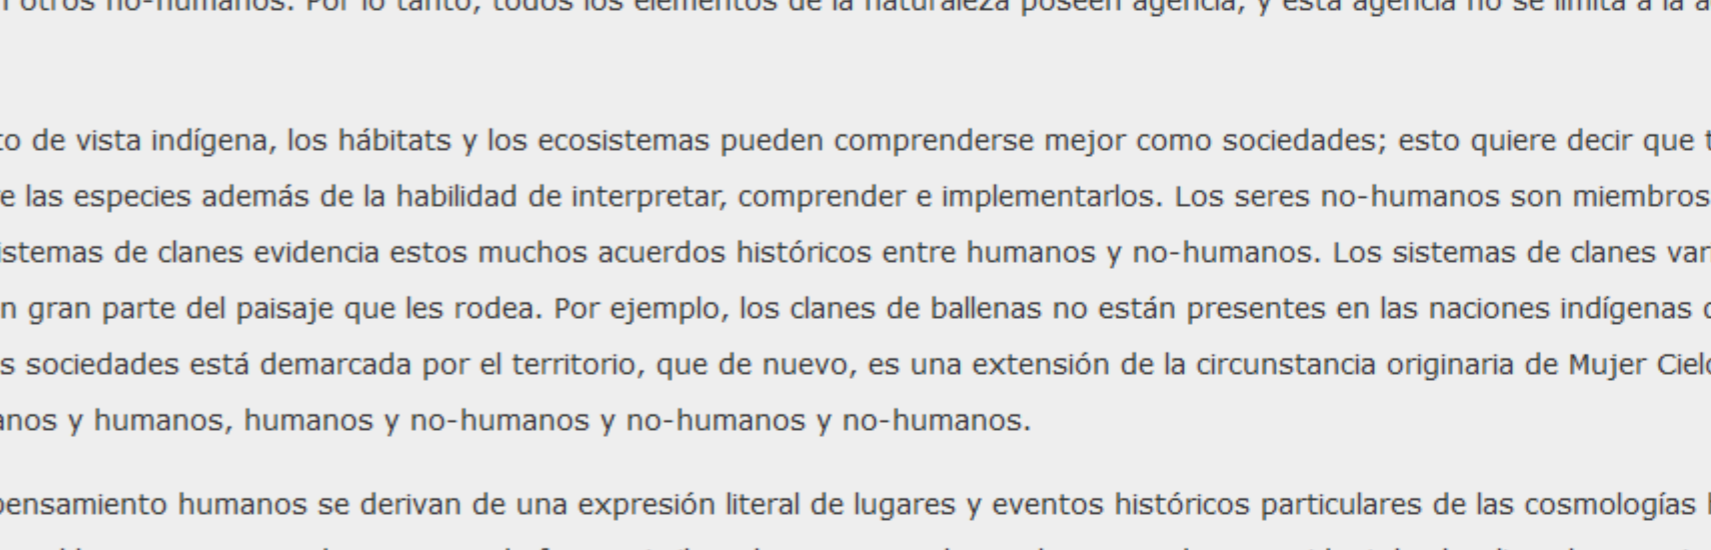 otros no-humanos. Por lo tanto, todos los elementos de la naturaleza poseen agencia, y esta agencia no se limita a la
de vista indígena, los hábitats y los ecosistemas pueden comprenderse mejor como sociedades; esto quiere decir que
las especies además de la habilidad de interpretar, comprender e implementarlos. Los seres no-humanos son miembros
de clanes evidencia estos muchos acuerdos históricos entre humanos y no-humanos. Los sistemas de clanes
gran parte del paisaje que les rodea. Por ejemplo, los clanes de ballenas no están presentes en las naciones indígenas
sociedades está demarcada por el territorio, que de nuevo, es una extensión de la circunstancia originaria de Mujer
y humanos, humanos y no-humanos y no-humanos y no-humanos.
pensamiento humanos se derivan de una expresión literal de lugares y eventos históricos particulares de las cosmologías